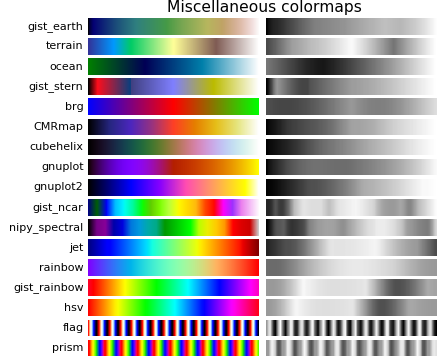 Miscellaneous colormaps
gist_earth
terrain
ocean
gist_stern
brg
CMRmap
cubehelix
gnuplot
gnuplot2
gist_ncar
nipy_spectral
jet
rainbow
gist_rainbow
hsv
flag
prism